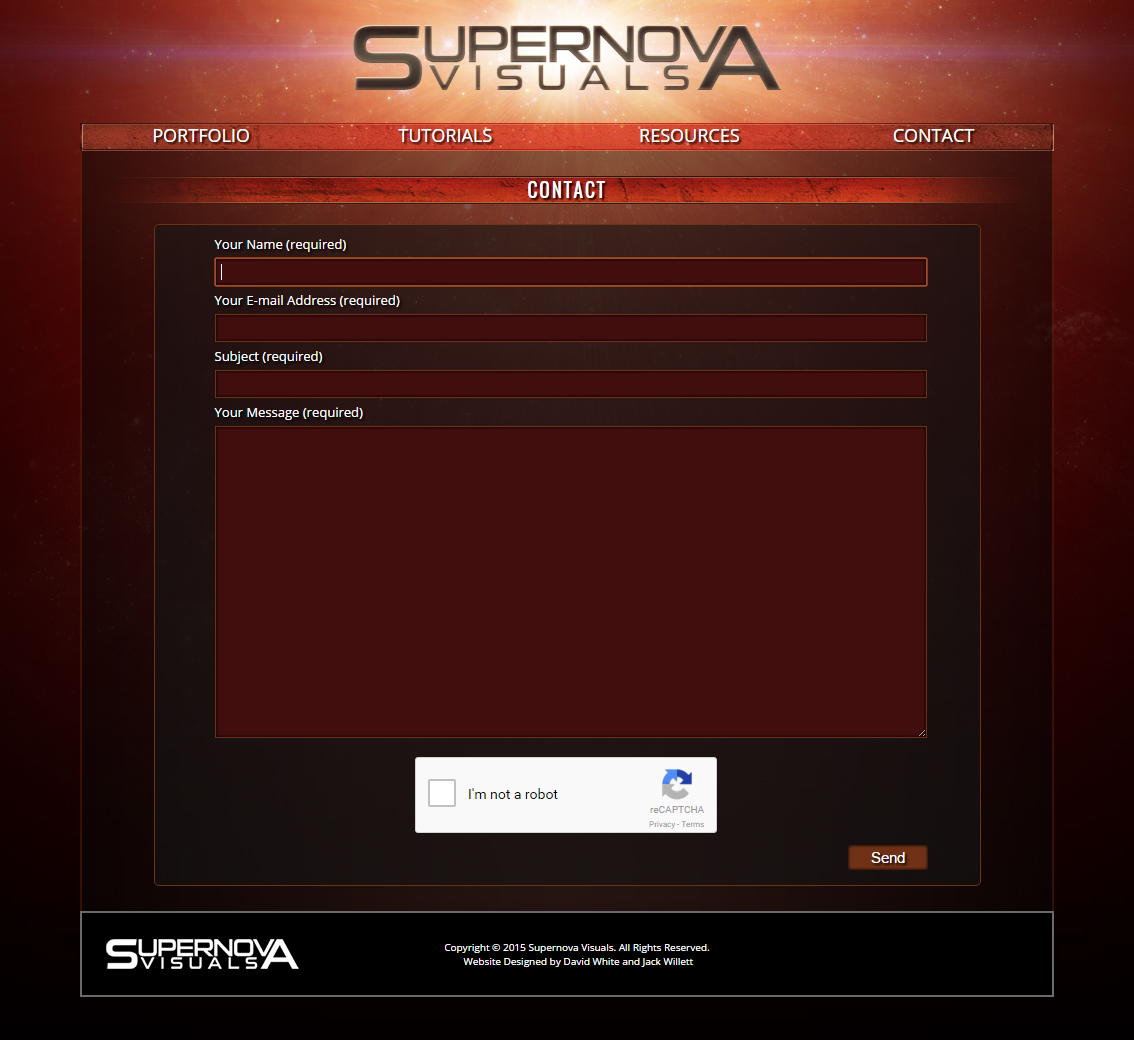 SUPERNOVA
VISUALS
PORTFOLIO TUTORIALS RESOURCES CONTACT
CONTACT
Your Name (required)
Your E-mail Address (required)
Subject (required)
Your Message (required)
I'm not a robot
reCAPTCHA
Privacy - Terms
Send
SUPERNOVA
VISUALS
Copyright © 2015 Supernova Visuals. All Rights Reserved.
Website Designed by David White and Jack Willett